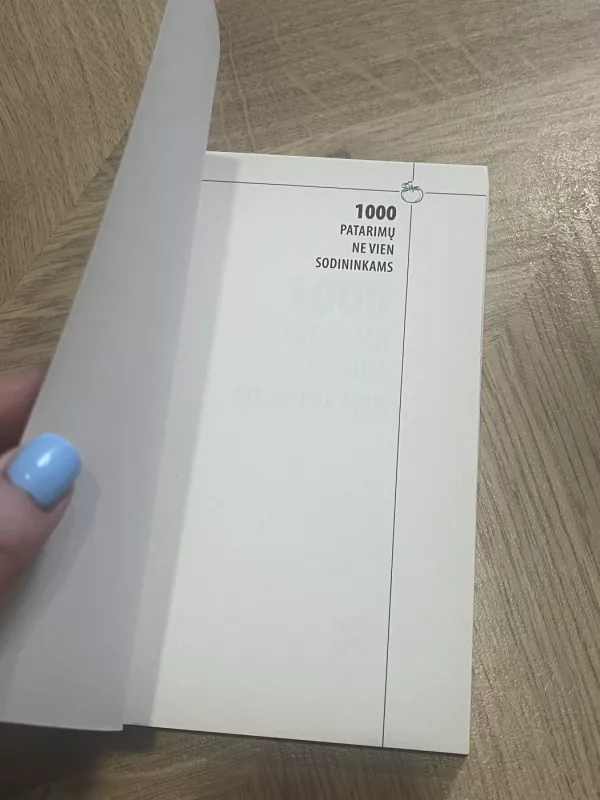 1000
PATARIMŲ
NE VIEN
SODININKAMS